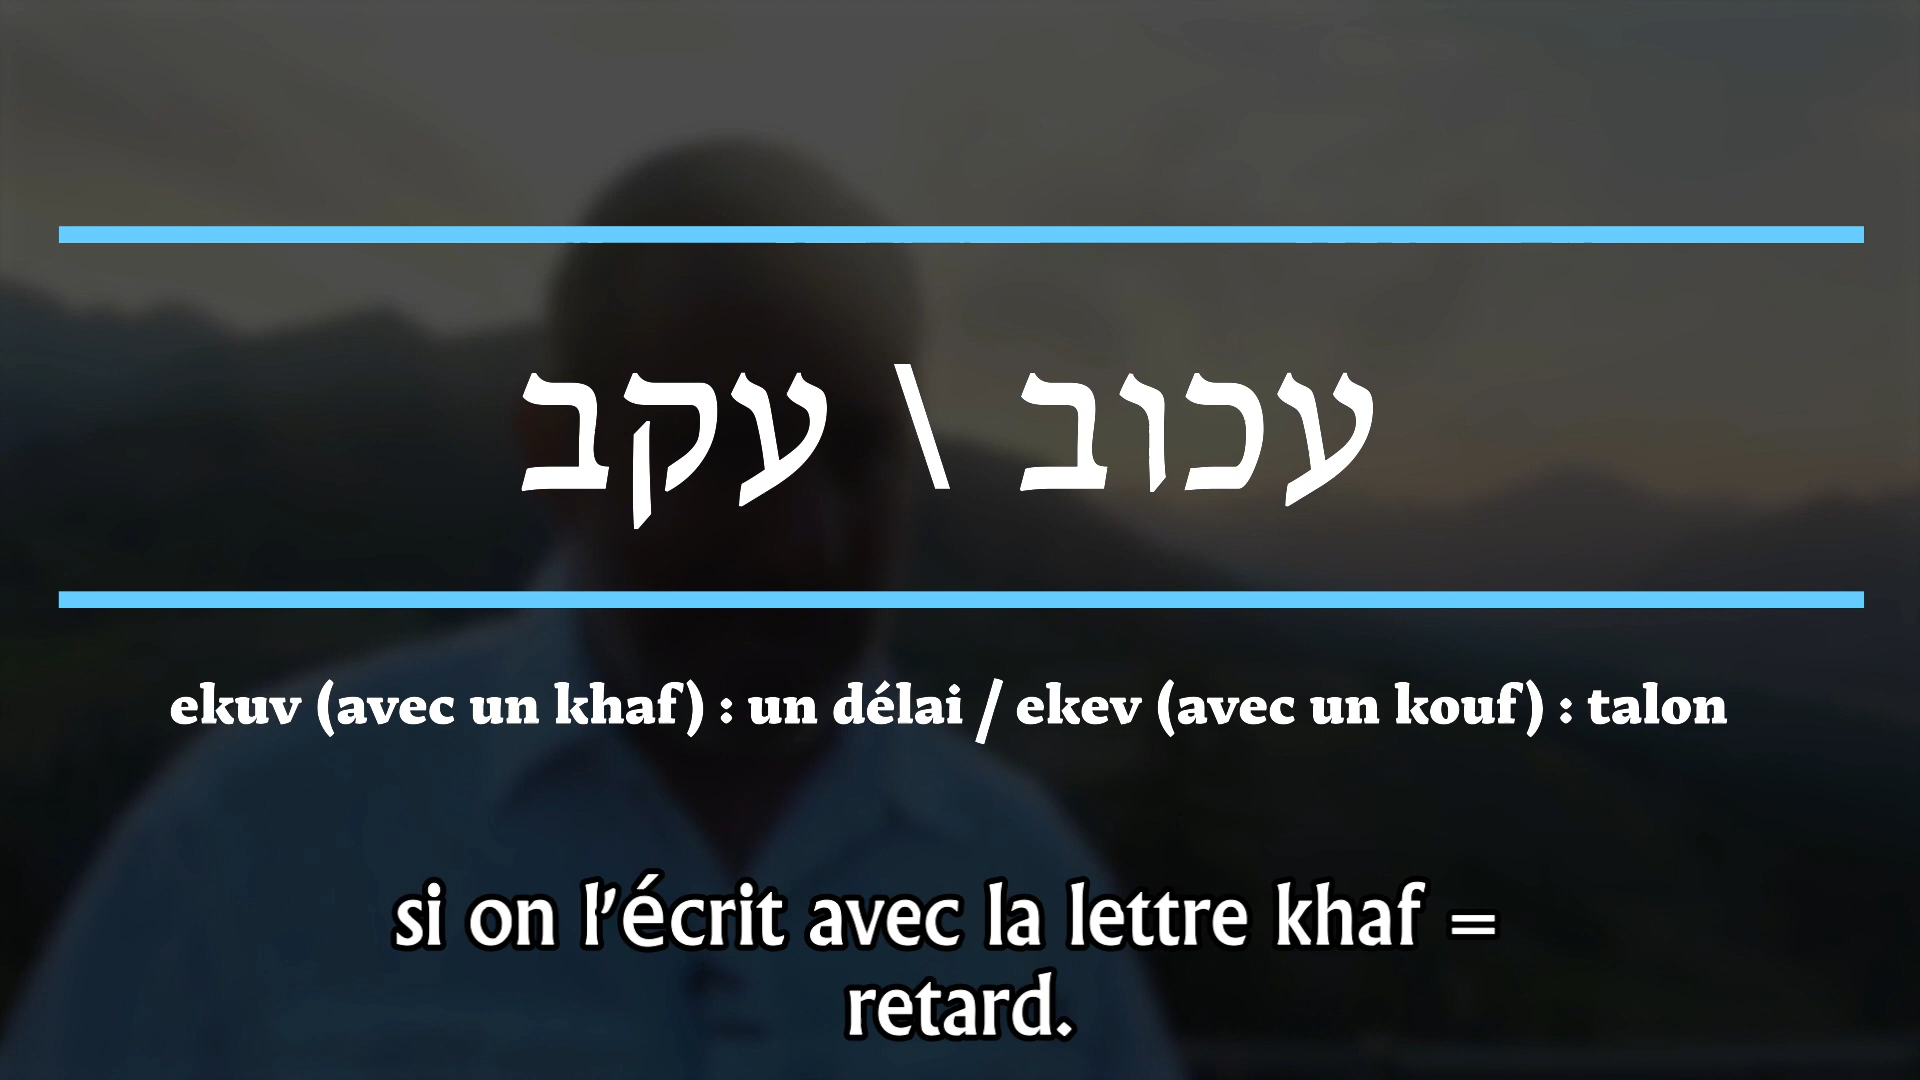 עכוב \ עקב
ekuv (avec un khaf) : un délai / ekev (avec un kouf) : talon
si on l'écrit avec la lettre khaf =
retard.